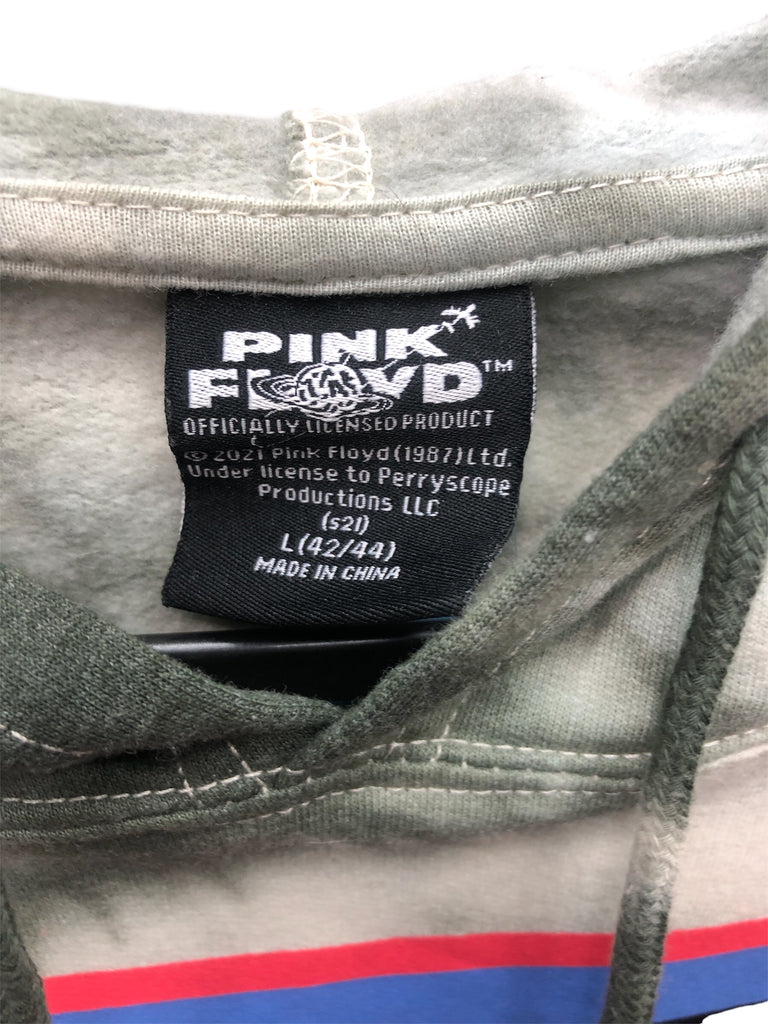 PINK
FLOYD™
OFFICIALLY LICENSED PRODUCT
© 2021 Pink Floyd (1987) Ltd.
Under license to Perryscope
Productions LLC
(S21)
L (42/44)
MADE IN CHINA